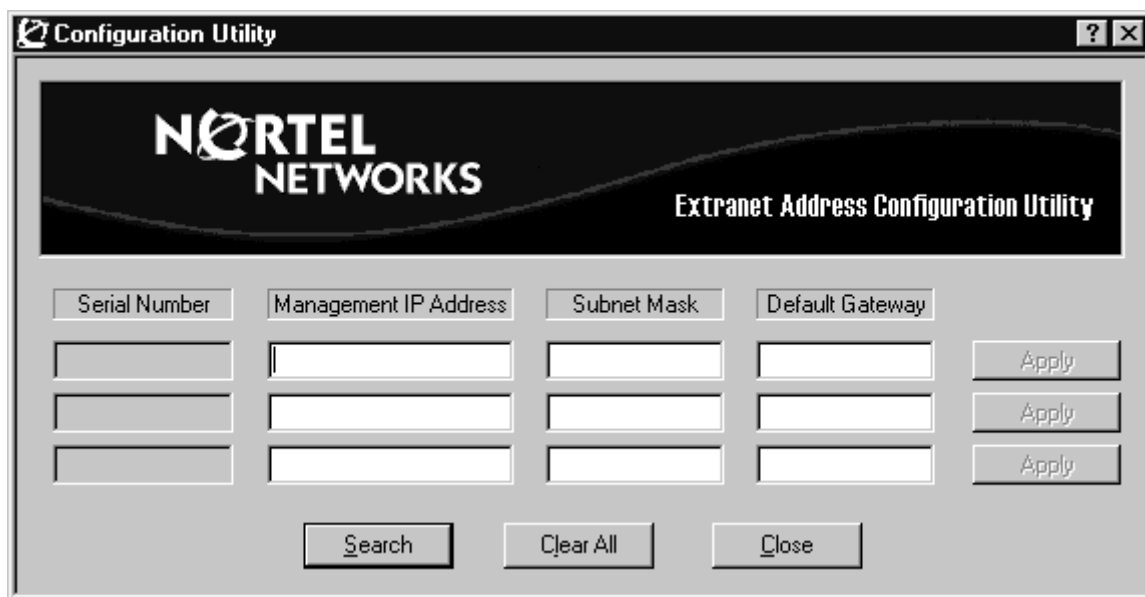 Configuration Utility
NORTEL
NETWORKS
Extranet Address Configuration Utility
Serial Number Management IP Address Subnet Mask Default Gateway
Apply
Apply
Apply
Search Clear All Close